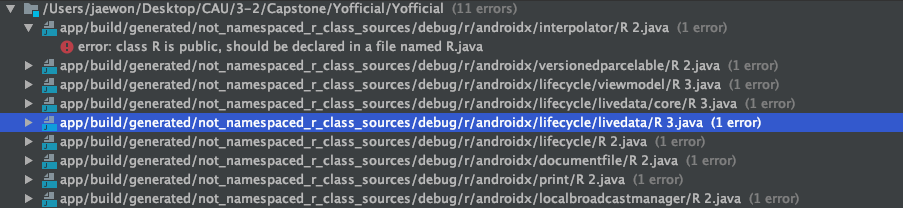 /Users/jaewon/Desktop/CAU/3-2/Capstone/Yofficial/Yofficial (11 errors)
app/build/generated/not_namespaced_r_class_sources/debug/r/androidx/interpolator/R 2.java (1 error)
error: class R is public, should be declared in a file named R.java
app/build/generated/not_namespaced_r_class_sources/debug/r/androidx/versionedparcelable/R 2.java (1 error)
app/build/generated/not_namespaced_r_class_sources/debug/r/androidx/lifecycle/viewmodel/R 3.java (1 error)
app/build/generated/not_namespaced_r_class_sources/debug/r/androidx/lifecycle/livedata/core/R 3.java (1 error)
app/build/generated/not_namespaced_r_class_sources/debug/r/androidx/lifecycle/livedata/R 3.java (1 error)
app/build/generated/not_namespaced_r_class_sources/debug/r/androidx/lifecycle/R 2.java (1 error)
app/build/generated/not_namespaced_r_class_sources/debug/r/androidx/documentfile/R 2.java (1 error)
app/build/generated/not_namespaced_r_class_sources/debug/r/androidx/print/R 2.java (1 error)
app/build/generated/not_namespaced_r_class_sources/debug/r/androidx/localbroadcastmanager/R 2.java (1 error)